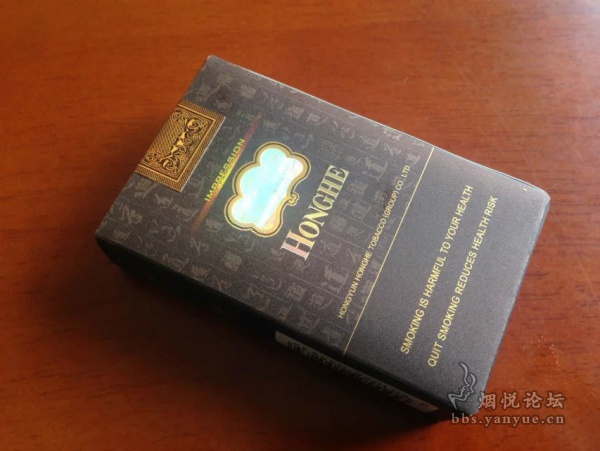 IMPRESSION
HONGHE
HONGYUN HONGHE TOBACCO (GROUP) CO., LTD.
SMOKING IS HARMFUL TO YOUR HEALTH
QUIT SMOKING REDUCES HEALTH RISK
烟悦论坛
bbs.yanyue.cn